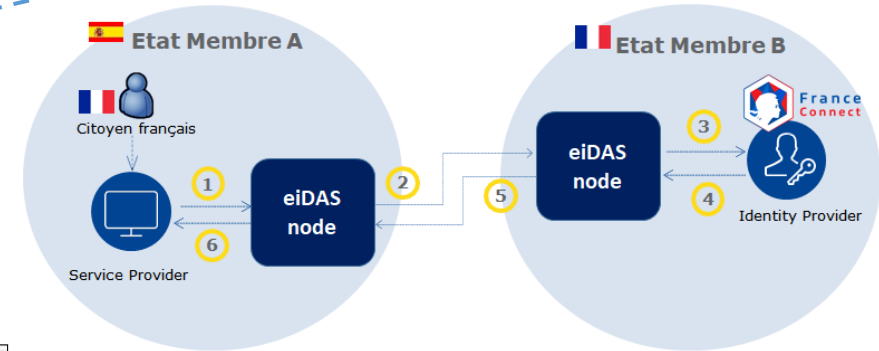 Etat Membre A
Citoyen français
Service Provider
1
6
eiDAS
node
2
5
Etat Membre B
eiDAS
node
3
4
France
Connect
Identity Provider